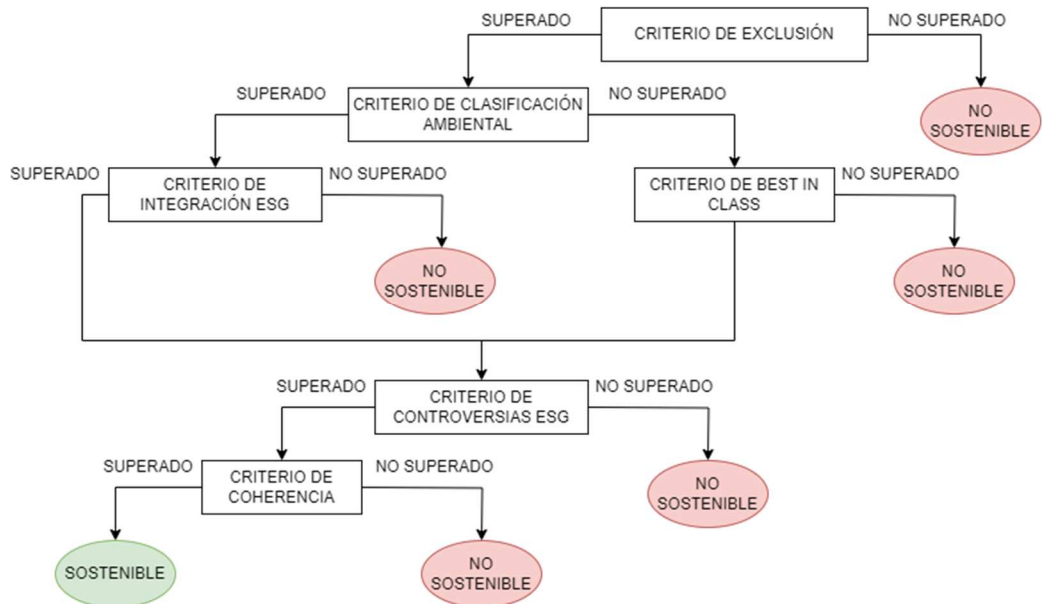 SUPERADO
CRITERIO DE EXCLUSIÓN
NO SUPERADO
SUPERADO
CRITERIO DE CLASIFICACIÓN
AMBIENTAL
NO SUPERADO
NO
SOSTENIBLE
SUPERADO
CRITERIO DE
INTEGRACIÓN ESG
NO SUPERADO
CRITERIO DE BEST IN
CLASS
NO SUPERADO
NO
SOSTENIBLE
NO
SOSTENIBLE
SUPERADO
CRITERIO DE
CONTROVERSIAS ESG
NO SUPERADO
SUPERADO
CRITERIO DE
COHERENCIA
NO SUPERADO
NO
SOSTENIBLE
SOSTENIBLE
NO
SOSTENIBLE